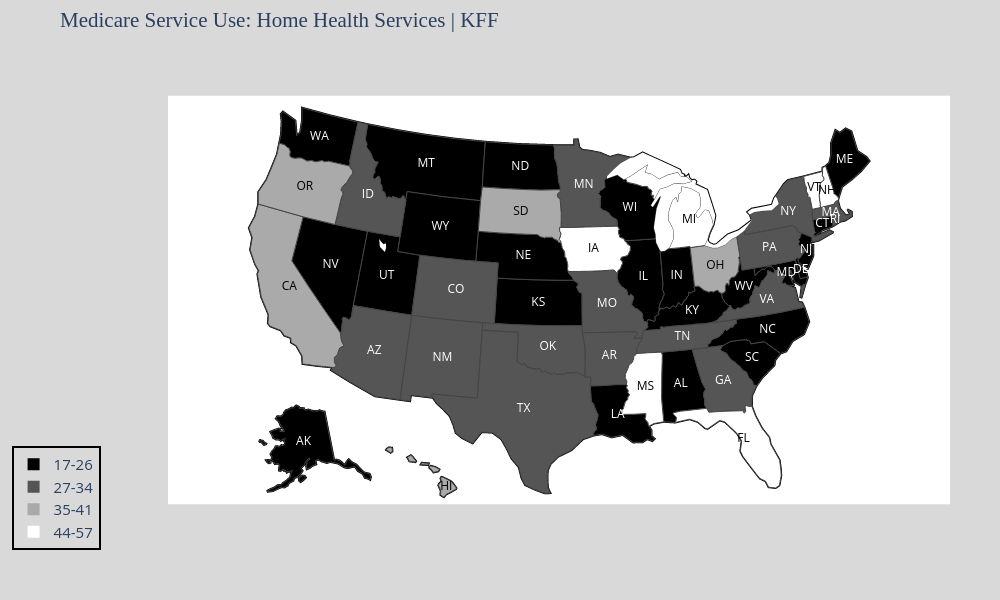 Medicare Service Use: Home Health Services | KFF
WA
MT
ND
MN
ME
OR
ID
SD
WI
VT
NH
WY
MI
NY
MA
CT
RI
NE
IA
PA
NJ
NV
UT
OH
DE
MD
CA
CO
KS
IL
IN
WV
MO
KY
VA
AZ
NM
OK
AR
TN
NC
SC
TX
MS
AL
GA
LA
FL
AK
HI
17-26
27-34
35-41
44-57